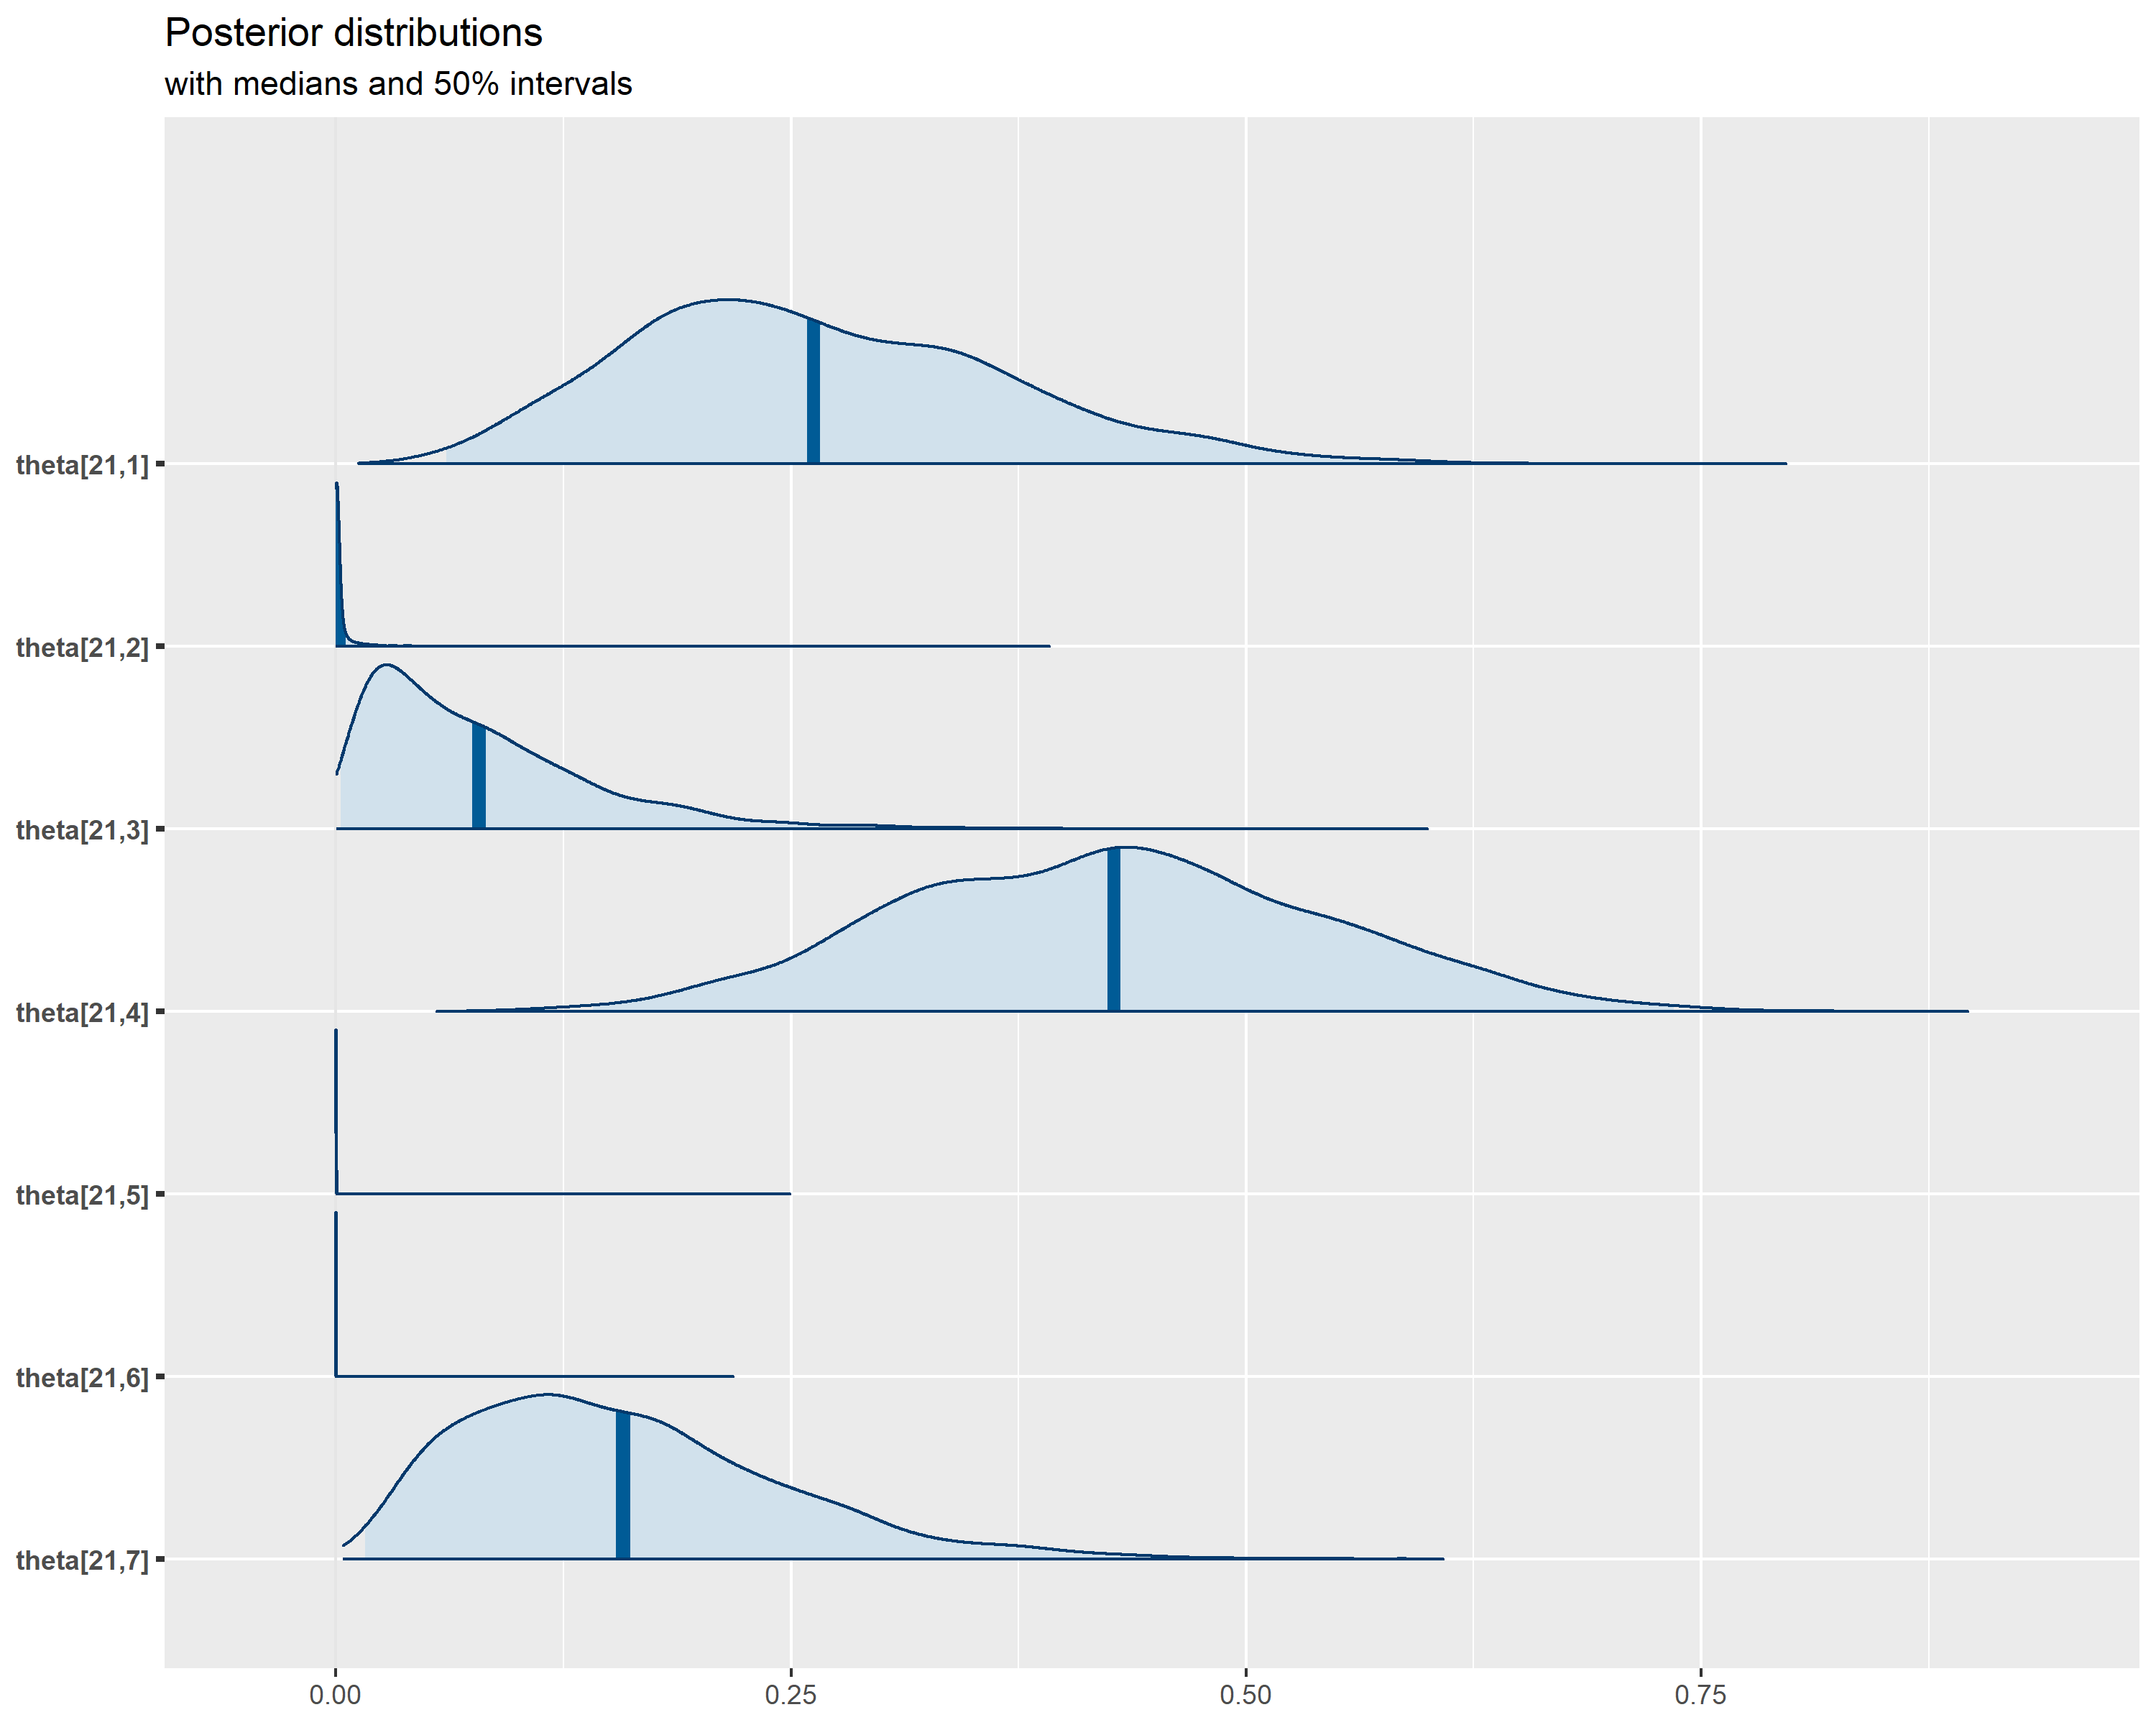 Posterior distributions
with medians and 50% intervals
theta[21,1]
theta[21,2]
theta[21,3]
theta[21,4]
theta[21,5]
theta[21,6]
theta[21,7]
0.00 0.25 0.50 0.75